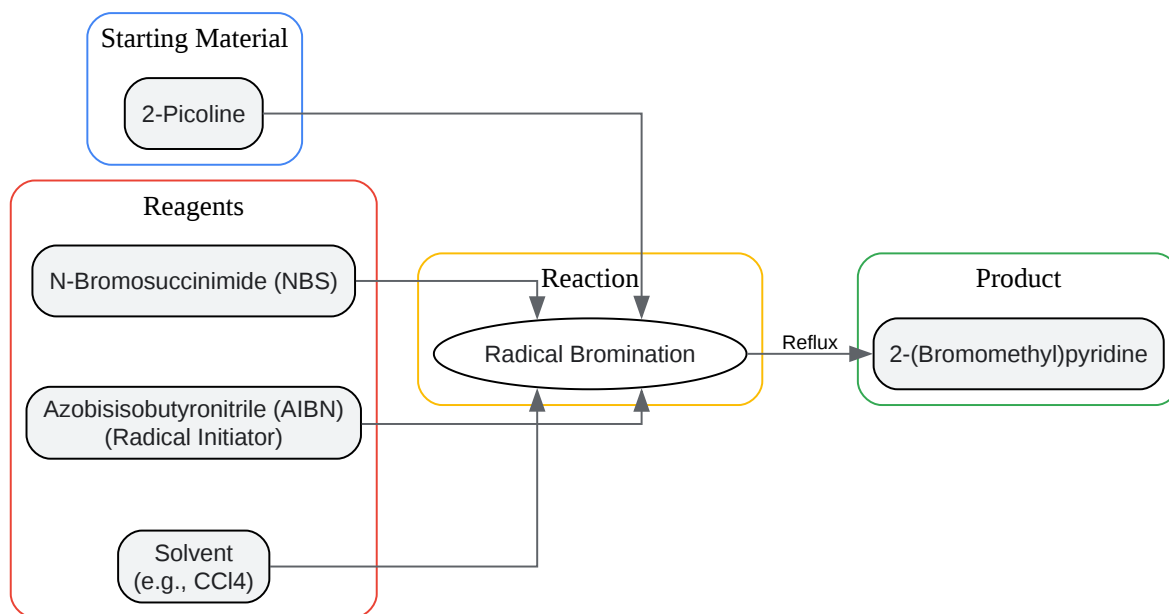 Starting Material
2-Picoline
Reagents
N-Bromosuccinimide (NBS)
Azobisisobutyronitrile (AIBN)
(Radical Initiator)
Solvent
(e.g., CCl4)
Reaction
Radical Bromination
Reflux
Product
2-(Bromomethyl)pyridine